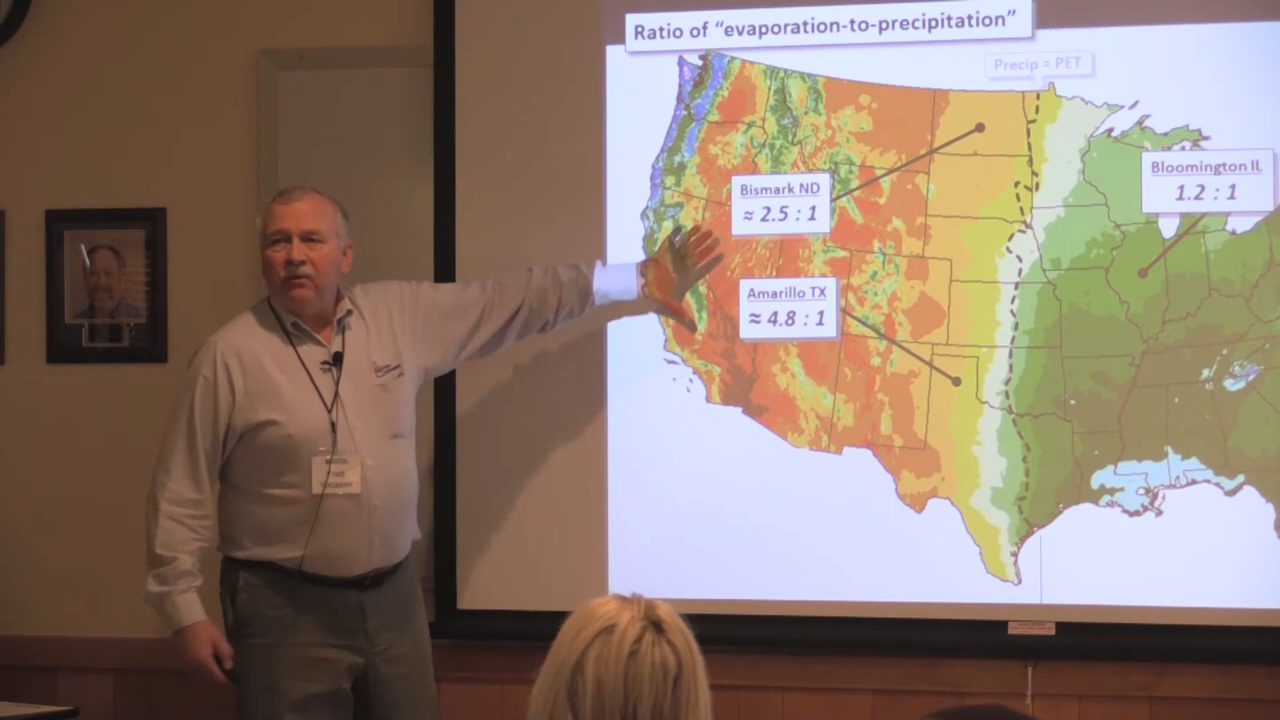 Ratio of “evaporation-to-precipitation”
Precip = PET
Bismark ND
≈ 2.5 : 1
Bloomington IL
1.2 : 1
Amarillo TX
≈ 4.8 : 1